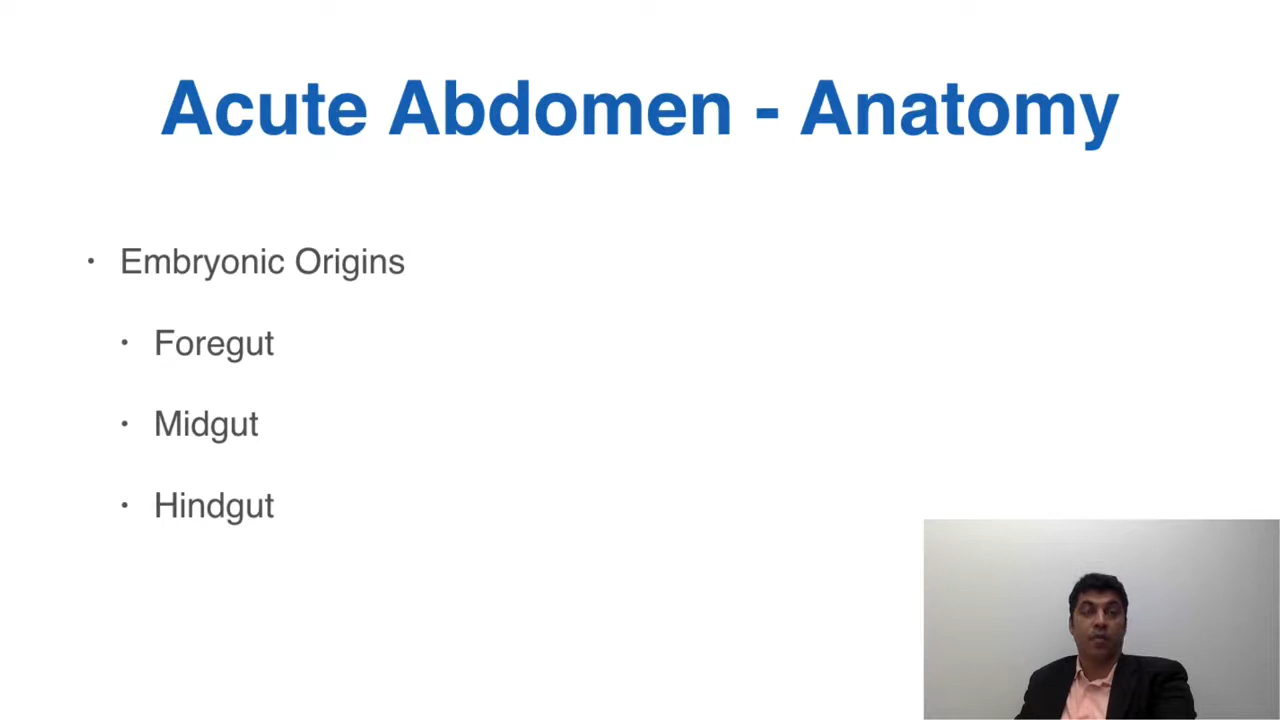 Acute Abdomen - Anatomy
• Embryonic Origins
• Foregut
• Midgut
• Hindgut